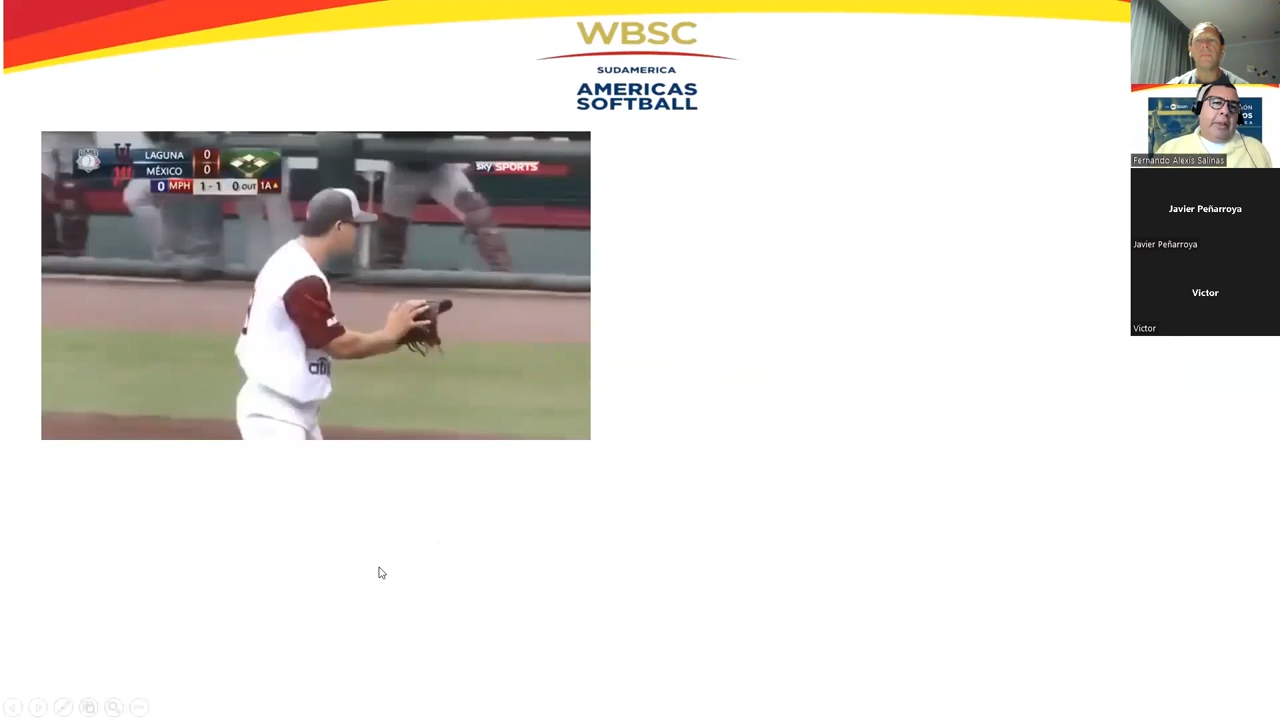 WBSC
SUDAMERICA
AMERICAS
SOFTBALL
LAGUNA 0
MÉXICO 0
0 MPH 1 - 1 0 OUT 1A
sky SPORTS
Fernando Alexis Salinas
Javier Peñarroya
Javier Peñarroya
Victor
Victor